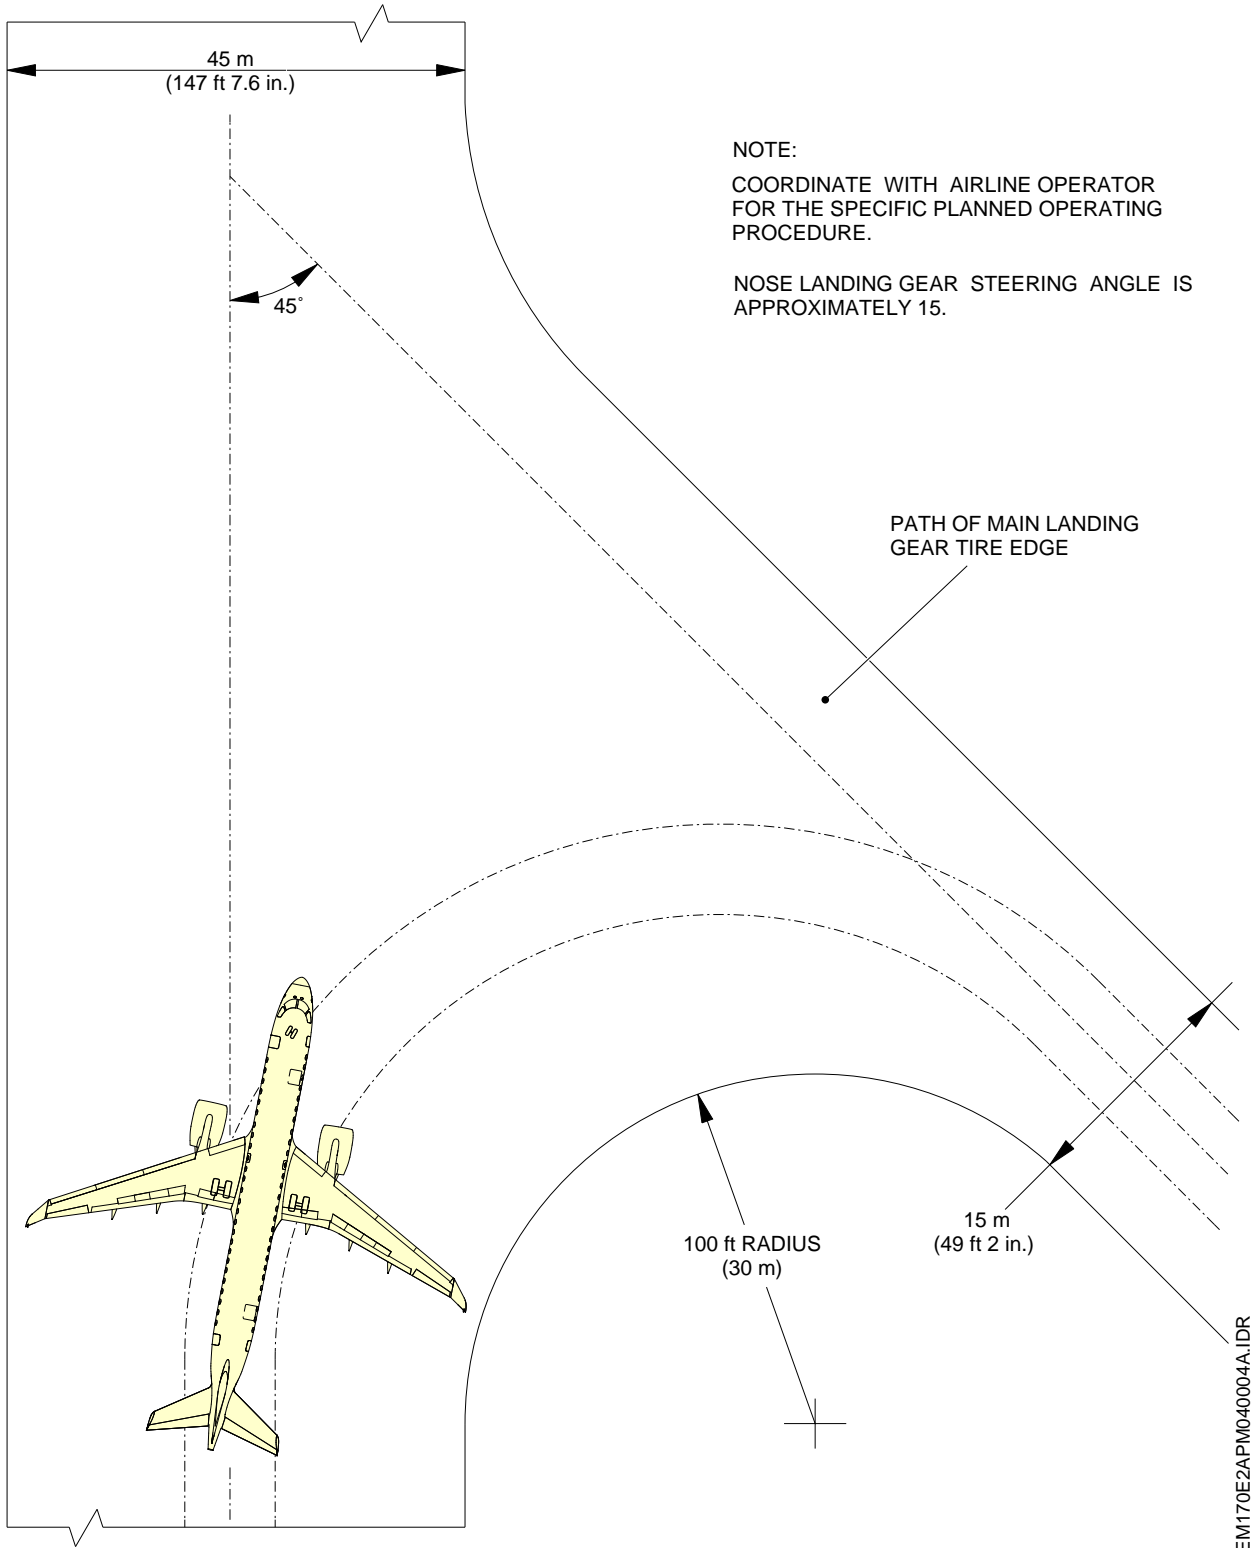 45 m
(147 ft 7.6 in.)
NOTE:
COORDINATE WITH AIRLINE OPERATOR
FOR THE SPECIFIC PLANNED OPERATING
PROCEDURE.
NOSE LANDING GEAR STEERING ANGLE IS
APPROXIMATELY 15.
45°
PATH OF MAIN LANDING
GEAR TIRE EDGE
100 ft RADIUS
(30 m)
15 m
(49 ft 2 in.)
EM170E2APM040004A.IDR